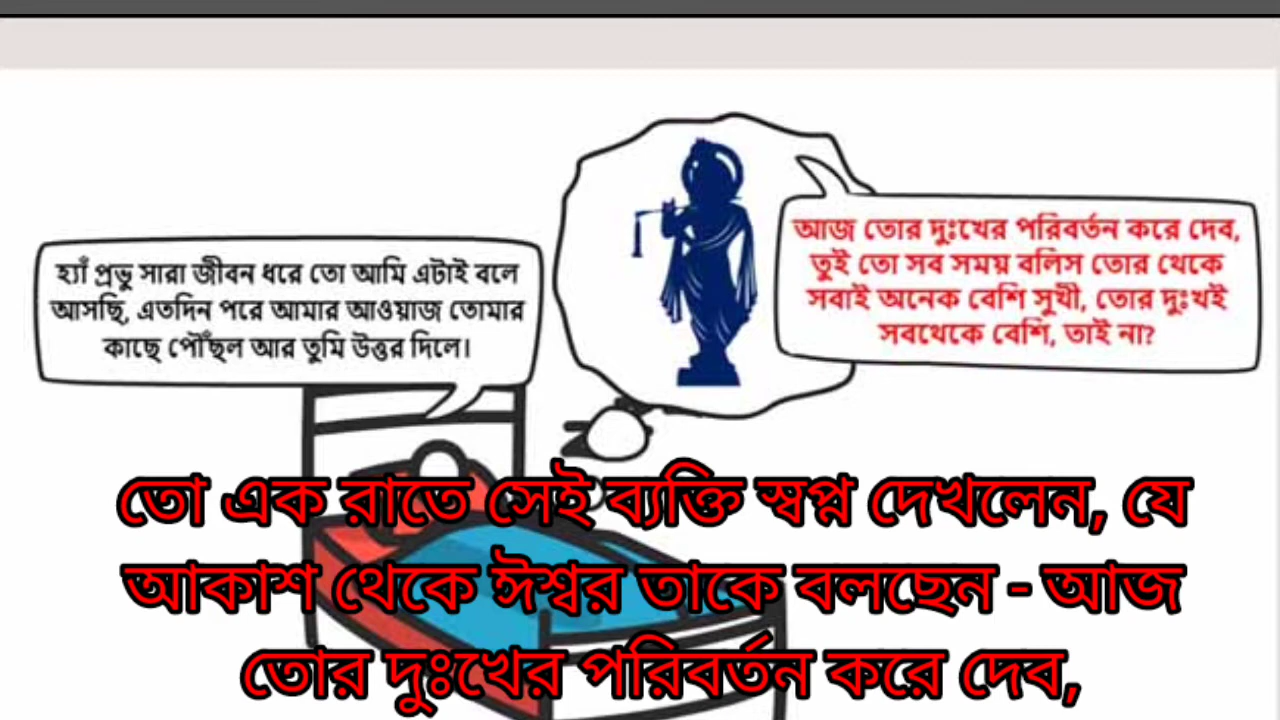 হ্যাঁ প্রভু সারা জীবন ধরে তো আমি এটাই বলে
আসছি, এতদিন পরে আমার আওয়াজ তোমার
কাছে পৌঁছল আর তুমি উত্তর দিলে।
আজ তোর দুঃখের পরিবর্তন করে দেব,
তুই তো সব সময় বলিস তোর থেকে
সবাই অনেক বেশি সুখী, তোর দুঃখই
সবথেকে বেশি, তাই না?
তো এক রাতে সেই ব্যক্তি স্বপ্ন দেখলেন, যে
আকাশ থেকে ঈশ্বর তাকে বলছেন - আজ
তোর দুঃখের পরিবর্তন করে দেব,